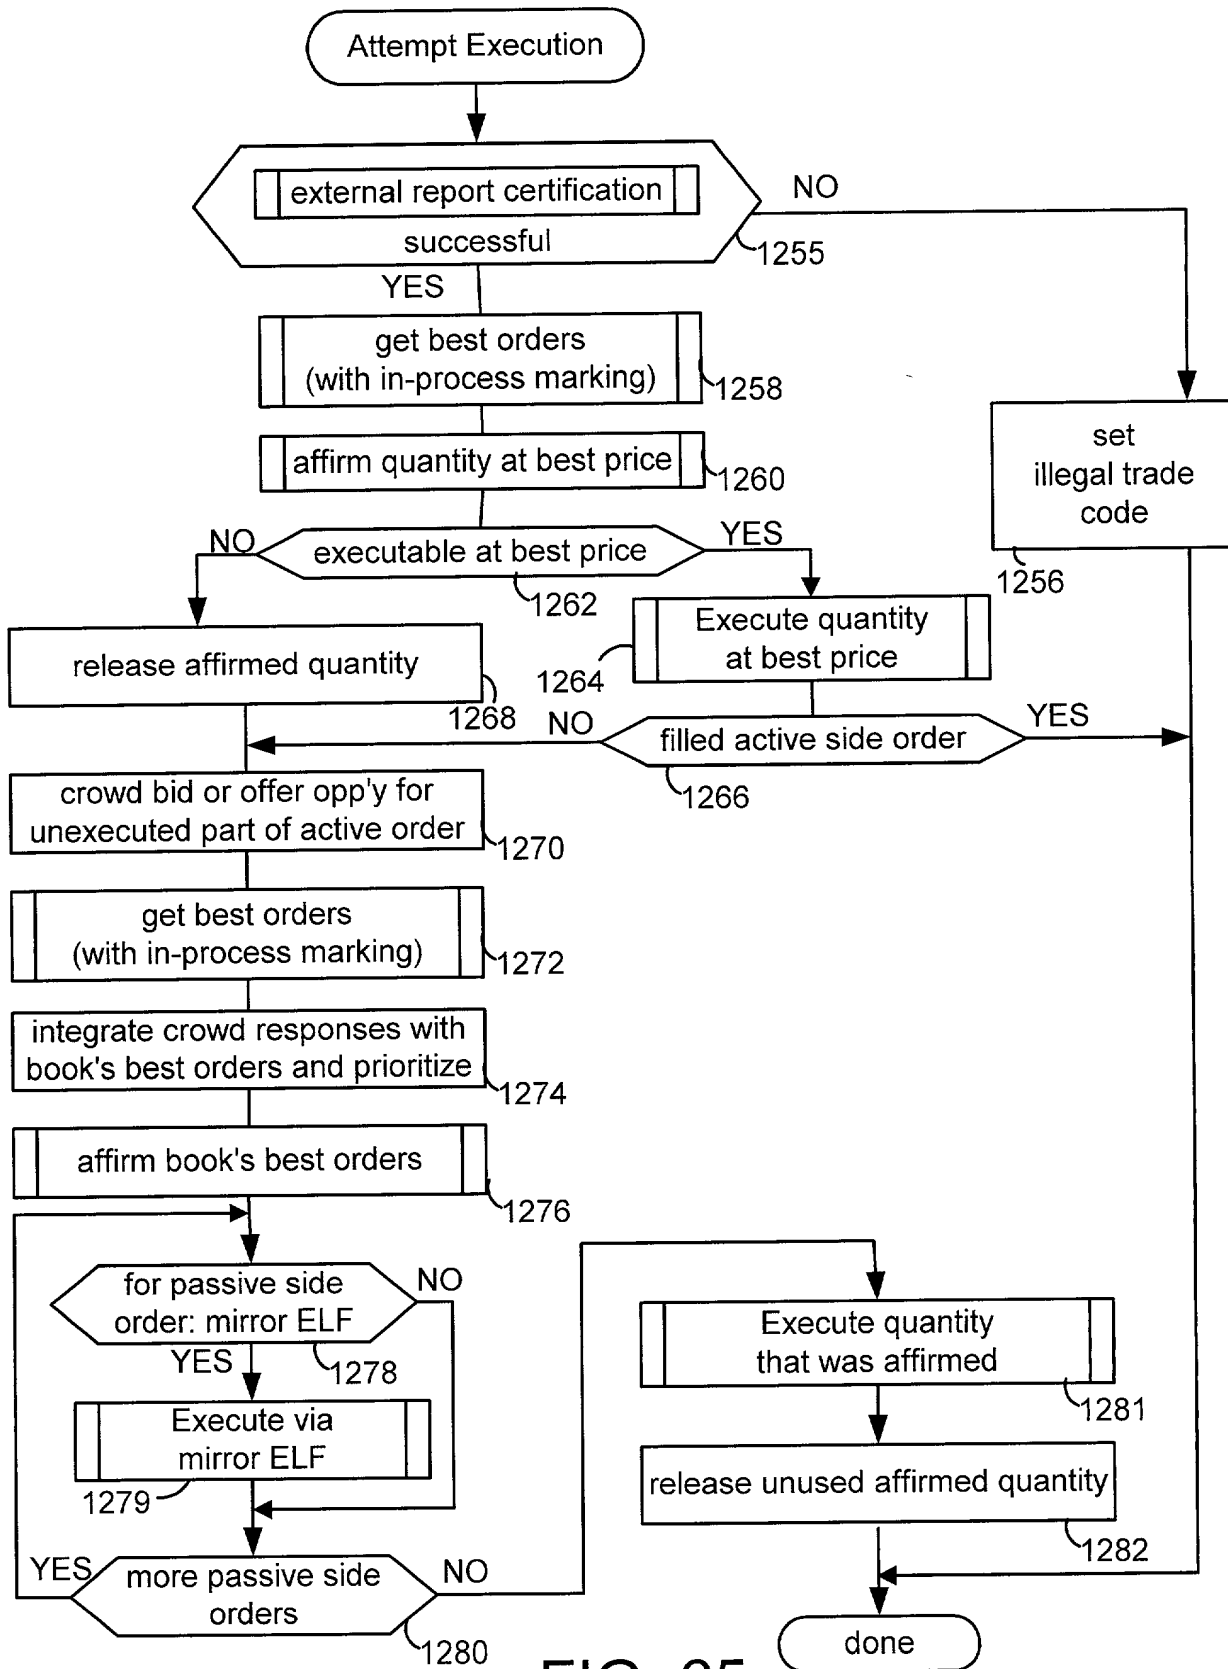 Attempt Execution
external report certification
successful
NO
1255
YES
get best orders
(with in-process marking)
1258
set
illegal trade
code
1256
affirm quantity at best price
1260
NO
executable at best price
YES
1262
Execute quantity
at best price
1264
release affirmed quantity
1268
NO
filled active side order
YES
1266
crowd bid or offer opp'y for
unexecuted part of active order
1270
get best orders
(with in-process marking)
1272
integrate crowd responses with
book's best orders and prioritize
1274
affirm book's best orders
1276
for passive side
order: mirror ELF
NO
YES
1278
Execute via
mirror ELF
1279
YES
more passive side
orders
NO
1280
Execute quantity
that was affirmed
1281
release unused affirmed quantity
1282
done